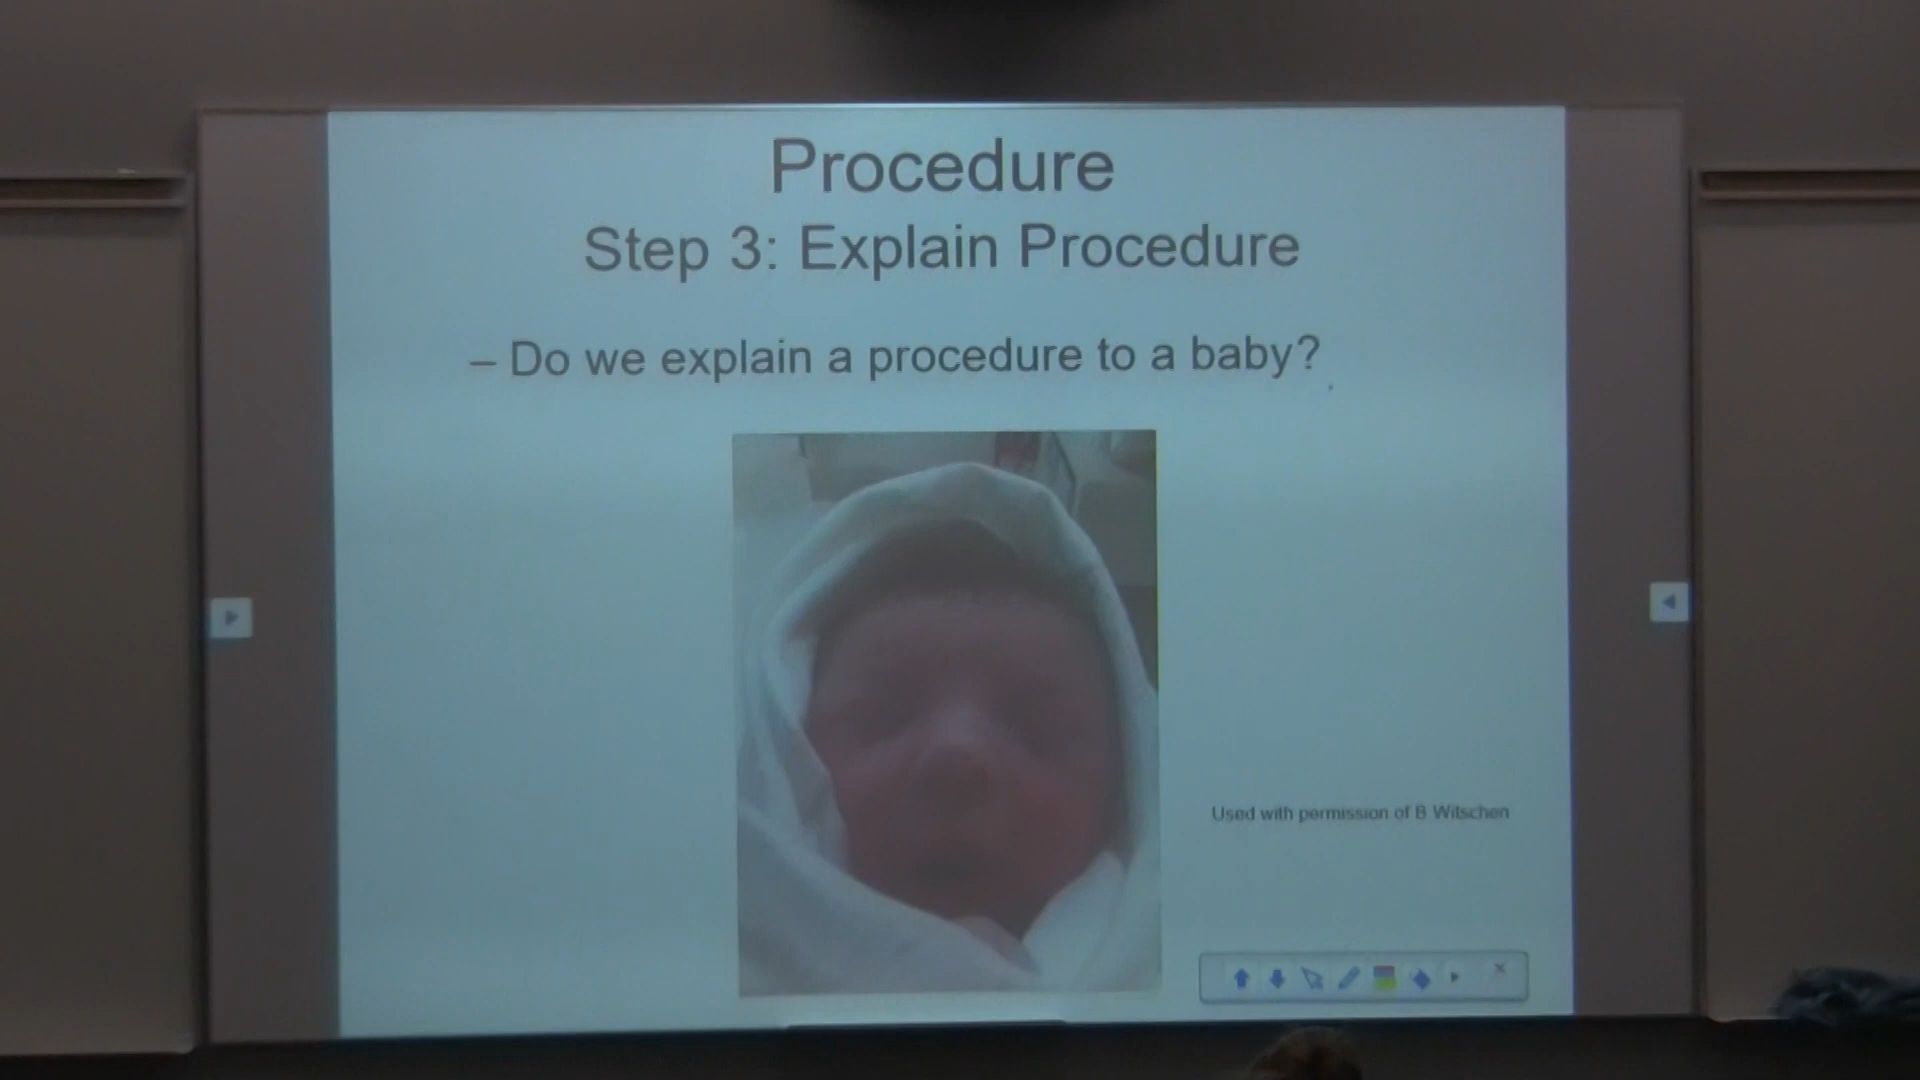 Procedure
Step 3: Explain Procedure
– Do we explain a procedure to a baby?
Used with permission of B Witschen